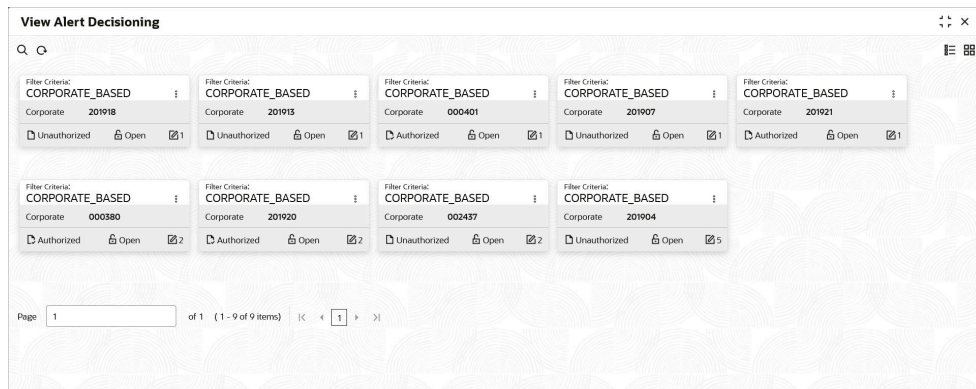 View Alert Decisioning
Filter Criteria: Filter Criteria: Filter Criteria: Filter Criteria: Filter Criteria:
CORPORATE_BASED CORPORATE_BASED CORPORATE_BASED CORPORATE_BASED CORPORATE_BASED
Corporate 201918 Corporate 201913 Corporate 000401 Corporate 201907 Corporate 201921
Unauthorized Open 1 Unauthorized Open 1 Authorized Open 1 Unauthorized Open 1 Authorized Open 1
Filter Criteria: Filter Criteria: Filter Criteria: Filter Criteria:
CORPORATE_BASED CORPORATE_BASED CORPORATE_BASED CORPORATE_BASED
Corporate 000380 Corporate 201920 Corporate 002437 Corporate 201904
Authorized Open 2 Authorized Open 2 Unauthorized Open 2 Unauthorized Open 5
Page 1 of 1 (1 - 9 of 9 items) 1